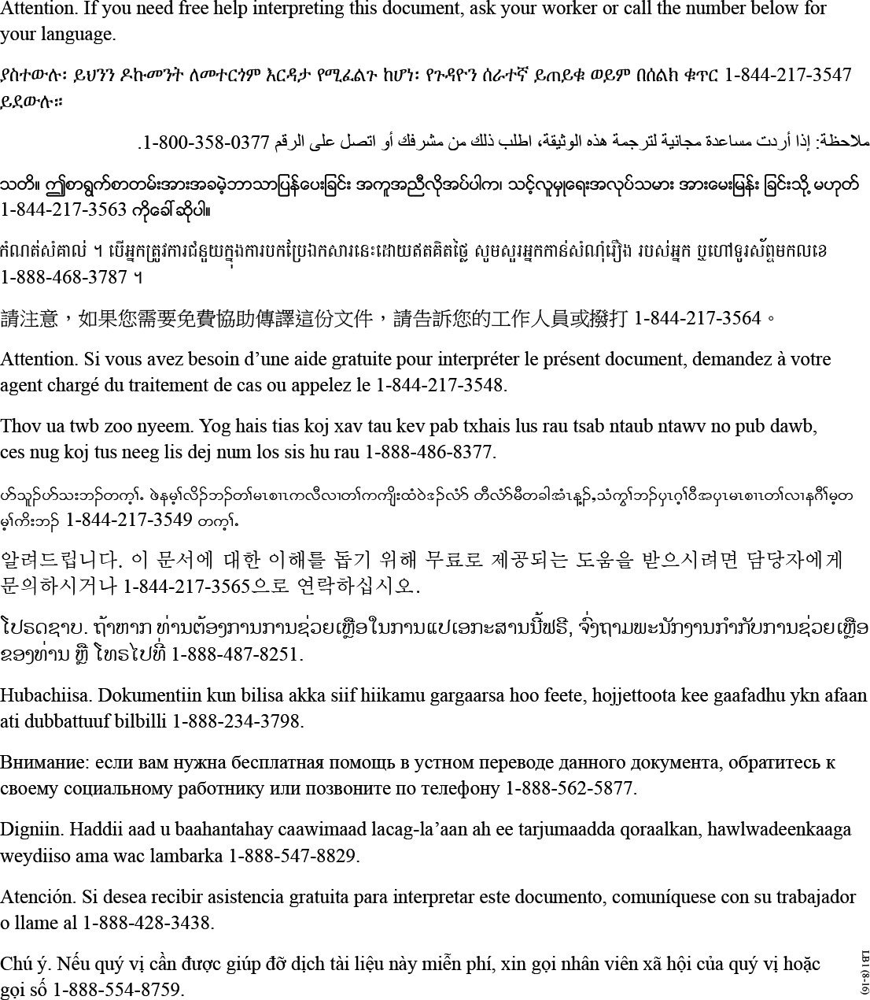 Attention. If you need free help interpreting this document, ask your worker or call the number below for
your language.
ያስተውሉ፡ ይህንን ዶኩመንት ለመተርጎም እርዳታ የሚፈልጉ ከሆነ፡ የጉዳዮን ሰራተኛ ይጠይቁ ወይም በሰልክ ቁጥር 1-844-217-3547
ይደውሉ።
ملاحظة: إذا أردت مساعدة مجانية لترجمة هذه الوثيقة، اطلب ذلك من مشرفك أو اتصل على الرقم 1-800-358-0377.
သတိ။ ဤစာရွက်စာတမ်းအားအခမဲ့ဘာသာပြန်ပေးခြင်း အကူအညီလိုအပ်ပါက၊ သင့်လူမှုရေးအလုပ်သမား အားမေးမြန်း ခြင်းသို့ မဟုတ်
1-844-217-3563 ကိုခေါ်ဆိုပါ။
កំណត់សំគាល់ ។ បើអ្នកត្រូវការជំនួយក្នុងការបកប្រែឯកសារនេះដោយឥតគិតថ្លៃ សូមសួរអ្នកកាន់សំណុំរឿង របស់អ្នក ឬហៅទូរស័ព្ទមកលេខ
1-888-468-3787 ។
請注意，如果您需要免費協助傳譯這份文件，請告訴您的工作人員或撥打 1-844-217-3564。
Attention. Si vous avez besoin d’une aide gratuite pour interpréter le présent document, demandez à votre
agent chargé du traitement de cas ou appelez le 1-844-217-3548.
Thov ua twb zoo nyeem. Yog hais tias koj xav tau kev pab txhais lus rau tsab ntaub ntawv no pub dawb,
ces nug koj tus neeg lis dej num los sis hu rau 1-888-486-8377.
ဟ်သူၣ်ဟ်သးဘၣ်တက့ၢ်. ဖဲနမ့ၢ်လိၣ်ဘၣ်တၢ်မၤစၢၤကလီလၢတၢ်ကကျိးထံဝဲဒၣ်လံာ် တီလံာ်မီတခါအံၤန့ၣ်,သံကွၢ်ဘၣ်ပှၤဂ့ၢ်ဝီအပှၤမၤစၢၤတၢ်လၢနဂီၢ်မ့တ
မ့ၢ်ကိးဘၣ် 1-844-217-3549 တက့ၢ်.
알려드립니다. 이 문서에 대한 이해를 돕기 위해 무료로 제공되는 도움을 받으시려면 담당자에게
문의하시거나 1-844-217-3565으로 연락하십시오.
ໂປຣດຊາບ. ຖ້າຫາກ ທ່ານຕ້ອງການການຊ່ວຍເຫຼືອໃນການແປເອກະສານນີ້ຟຣີ, ຈົ່ງຖາມພະນັກງານກຳກັບການຊ່ວຍເຫຼືອ
ຂອງທ່ານ ຫຼື ໂທຣໄປທີ່ 1-888-487-8251.
Hubachiisa. Dokumentiin kun bilisa akka siif hiikamu gargaarsa hoo feete, hojjettoota kee gaafadhu ykn afaan
ati dubbattuuf bilbilli 1-888-234-3798.
Внимание: если вам нужна бесплатная помощь в устном переводе данного документа, обратитесь к
своему социальному работнику или позвоните по телефону 1-888-562-5877.
Digniin. Haddii aad u baahantahay caawimaad lacag-la’aan ah ee tarjumaadda qoraalkan, hawlwadeenkaaga
weydiiso ama wac lambarka 1-888-547-8829.
Atención. Si desea recibir asistencia gratuita para interpretar este documento, comuníquese con su trabajador
o llame al 1-888-428-3438.
Chú ý. Nếu quý vị cần được giúp đỡ dịch tài liệu này miễn phí, xin gọi nhân viên xã hội của quý vị hoặc
gọi số 1-888-554-8759.
LB1 (8-16)